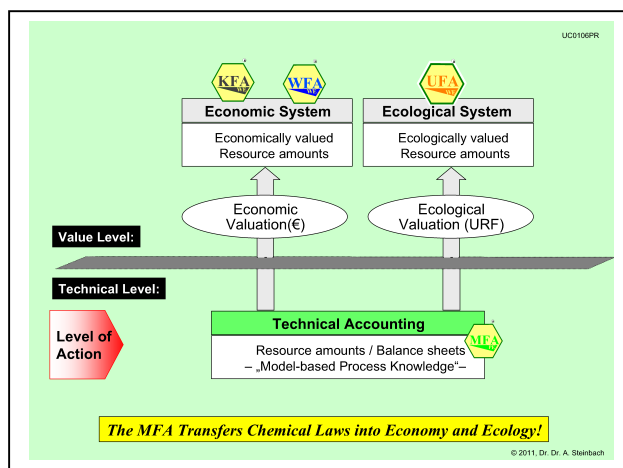 UC0106PR
KFA
WFA
UFA
Economic System
Ecological System
Economically valued
Resource amounts
Ecologically valued
Resource amounts
Economic
Valuation(€)
Ecological
Valuation (URF)
Value Level:
Technical Level:
Level of
Action
Technical Accounting
MFA
Resource amounts / Balance sheets
– „Model-based Process Knowledge“–
The MFA Transfers Chemical Laws into Economy and Ecology!
© 2011, Dr. Dr. A. Steinbach